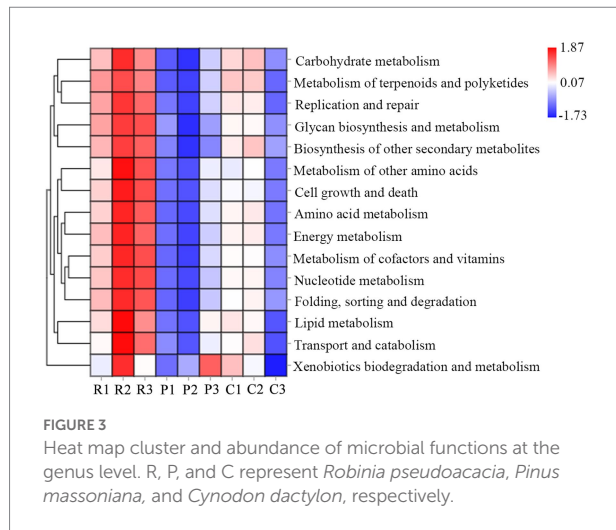 Carbohydrate metabolism
Metabolism of terpenoids and polyketides
Replication and repair
Glycan biosynthesis and metabolism
Biosynthesis of other secondary metabolites
Metabolism of other amino acids
Cell growth and death
Amino acid metabolism
Energy metabolism
Metabolism of cofactors and vitamins
Nucleotide metabolism
Folding, sorting and degradation
Lipid metabolism
Transport and catabolism
Xenobiotics biodegradation and metabolism
1.87
0.07
-1.73
R1 R2 R3 P1 P2 P3 C1 C2 C3
FIGURE 3
Heat map cluster and abundance of microbial functions at the
genus level. R, P, and C represent Robinia pseudoacacia, Pinus
massoniana, and Cynodon dactylon, respectively.